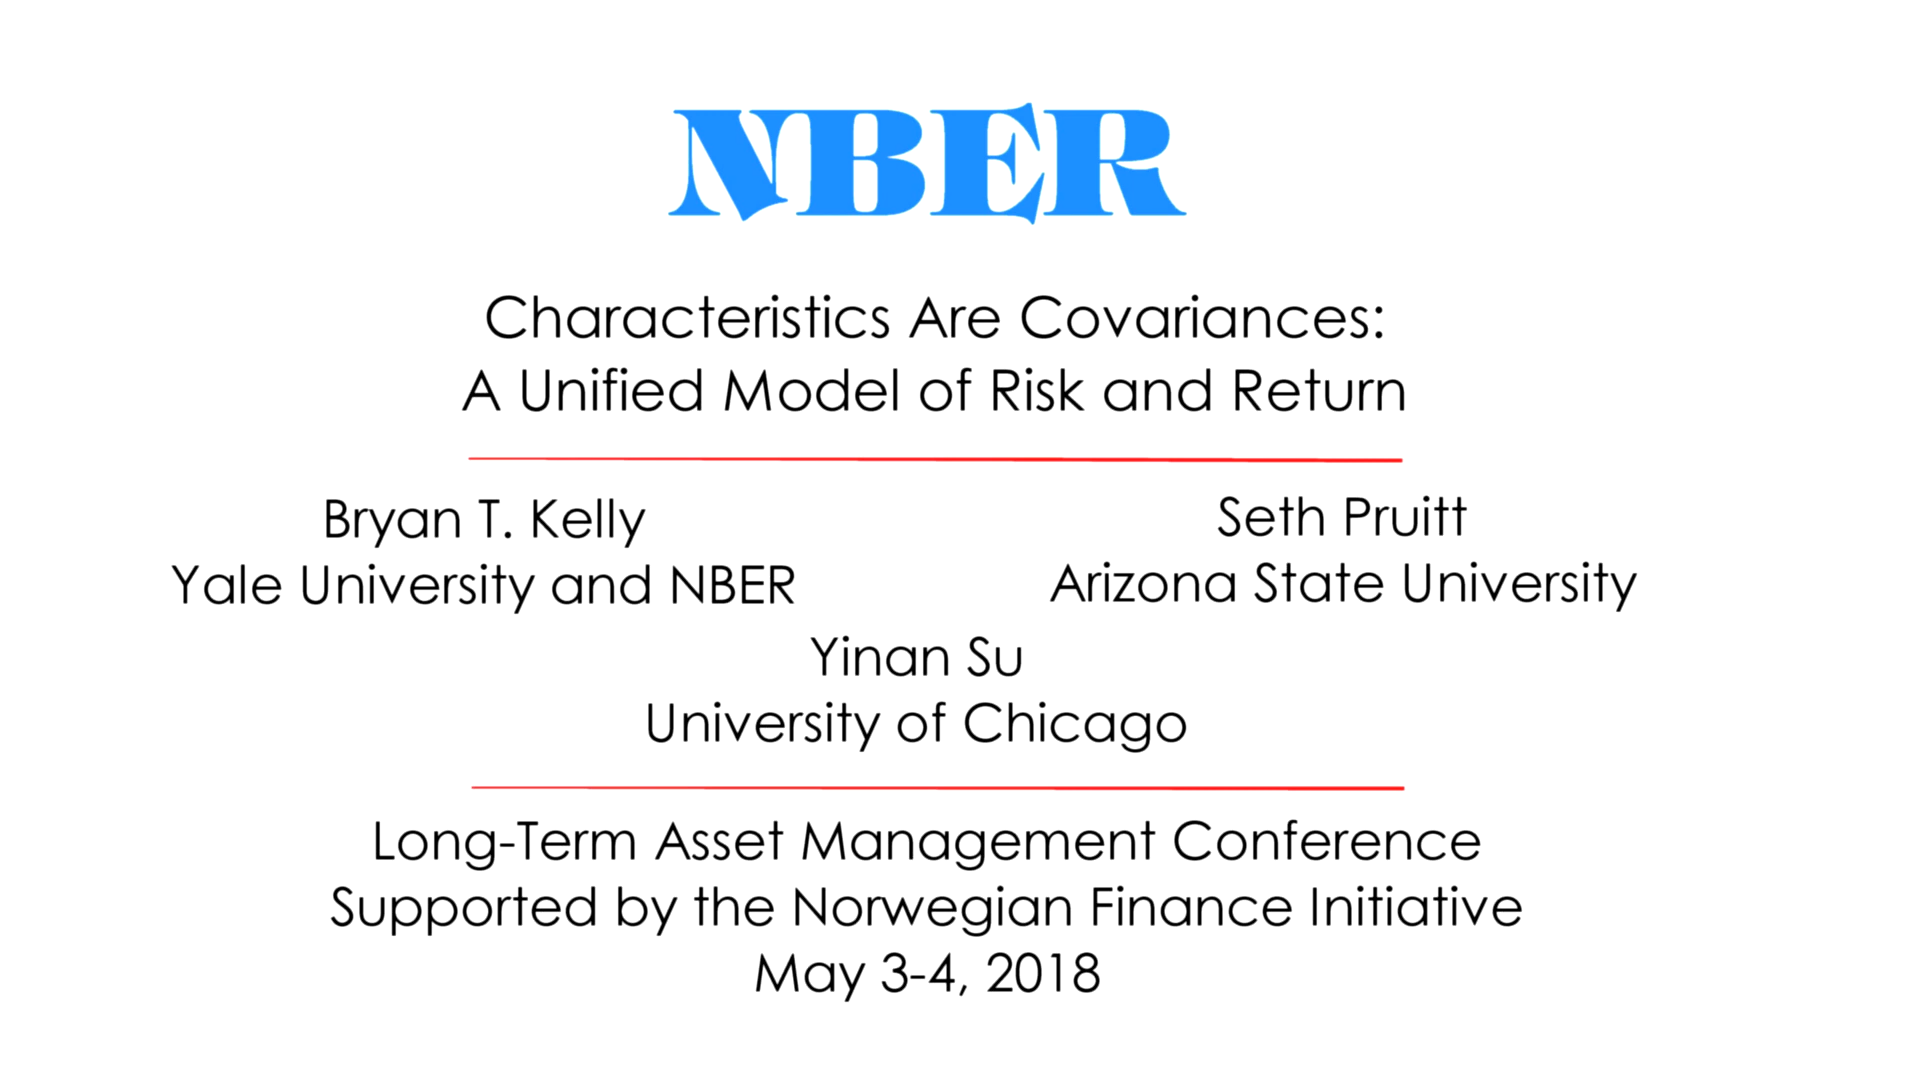 NBER
Characteristics Are Covariances:
A Unified Model of Risk and Return
Bryan T. Kelly
Yale University and NBER
Seth Pruitt
Arizona State University
Yinan Su
University of Chicago
Long-Term Asset Management Conference
Supported by the Norwegian Finance Initiative
May 3-4, 2018